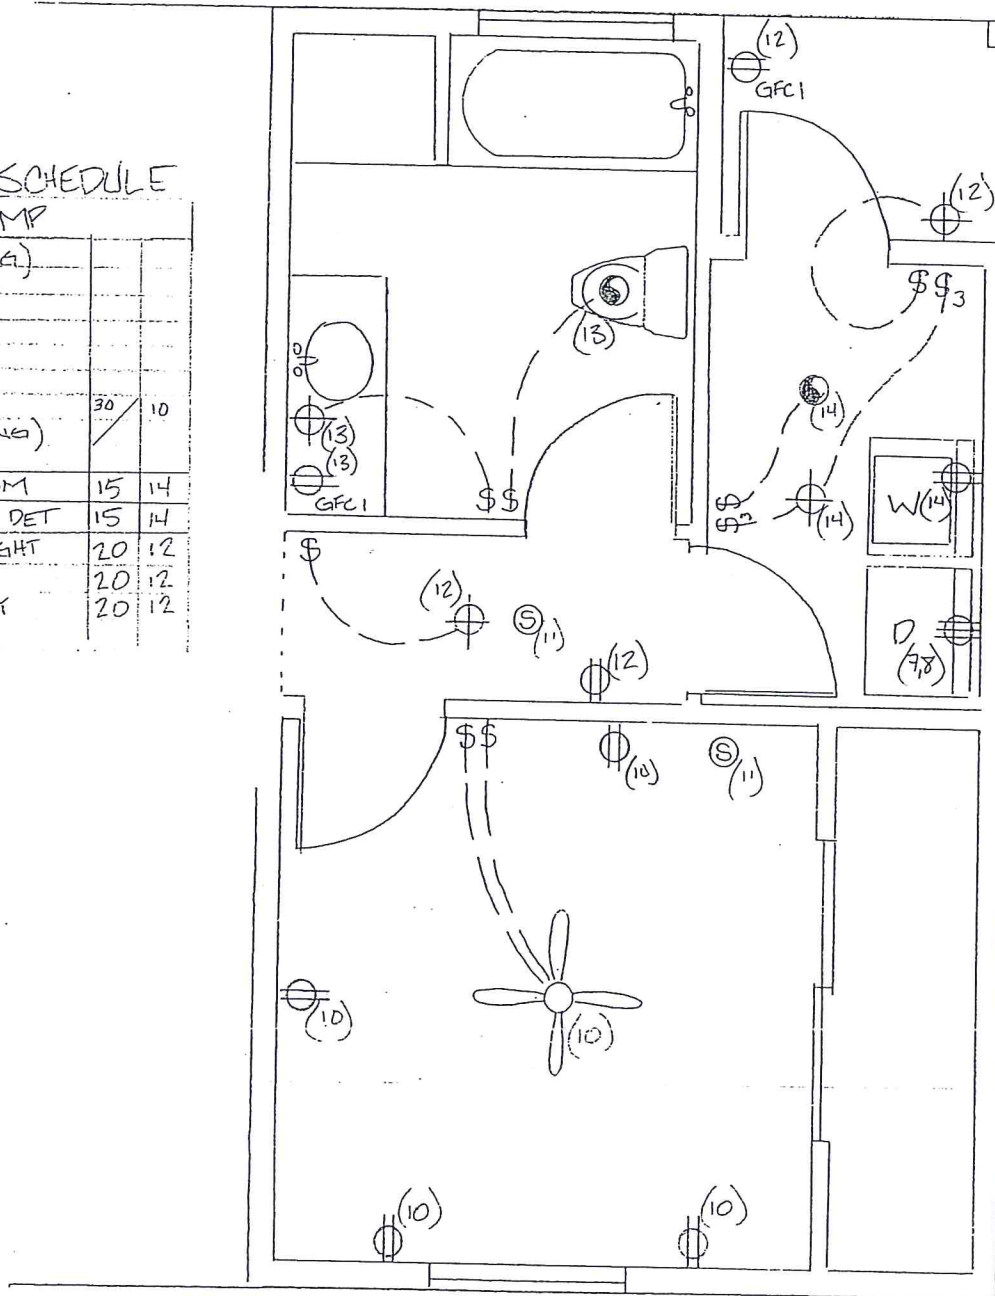 (12)
GFCI
SCHEDULE
(12)
MP
G)
$ $3
30/10
(13)
(14)
NG)
(13)
(13)
OM 15 14
W (14)
GFCI
$ $
$ $3
(14)
DET 15 14
GHT 20 12
$
20 12
(12)
S
(11)
D
(7,8)
Y 20 12
(12)
$ $
(10)
S
(11)
(10)
(10)
(10)
(10)